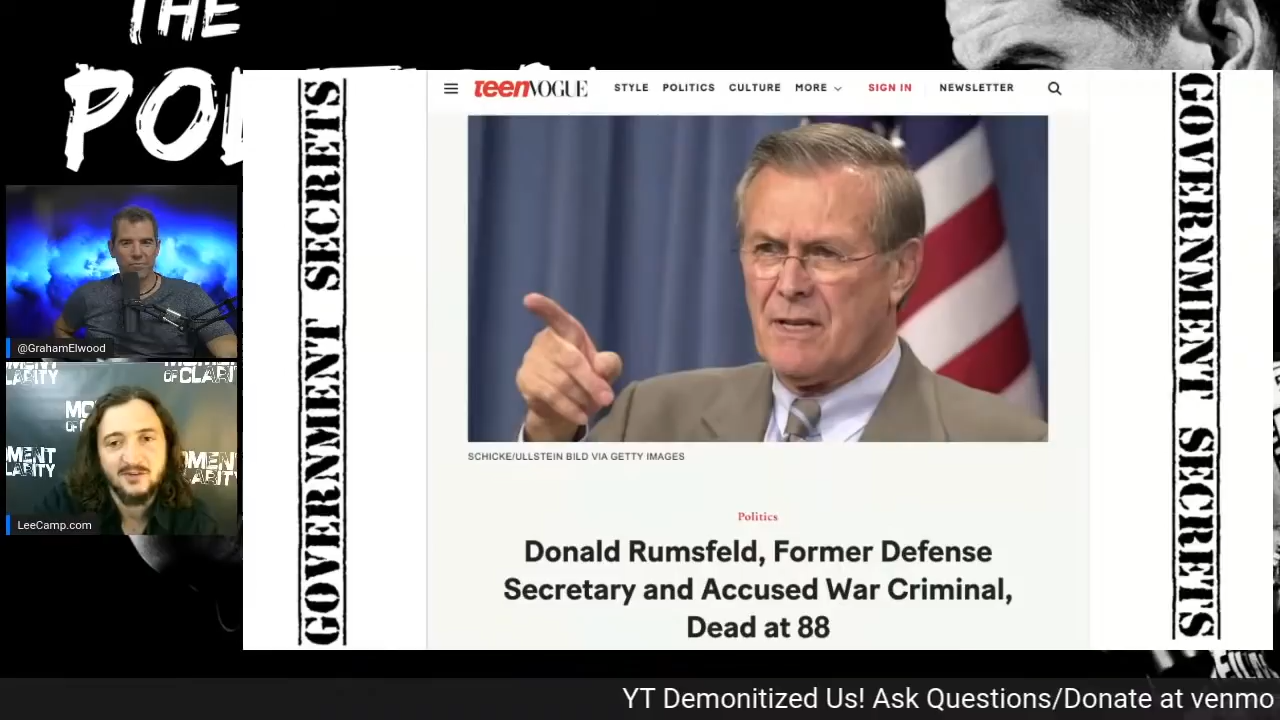 THE
GOVERNMENT SECRETS
teenVOGUE
STYLE POLITICS CULTURE MORE SIGN IN NEWSLETTER
SCHICKE/ULLSTEIN BILD VIA GETTY IMAGES
Politics
Donald Rumsfeld, Former Defense
Secretary and Accused War Criminal,
Dead at 88
GOVERNMENT SECRETS
@GrahamElwood
OF CLARITY
LeeCamp.com
YT Demonitized Us! Ask Questions/Donate at venmo